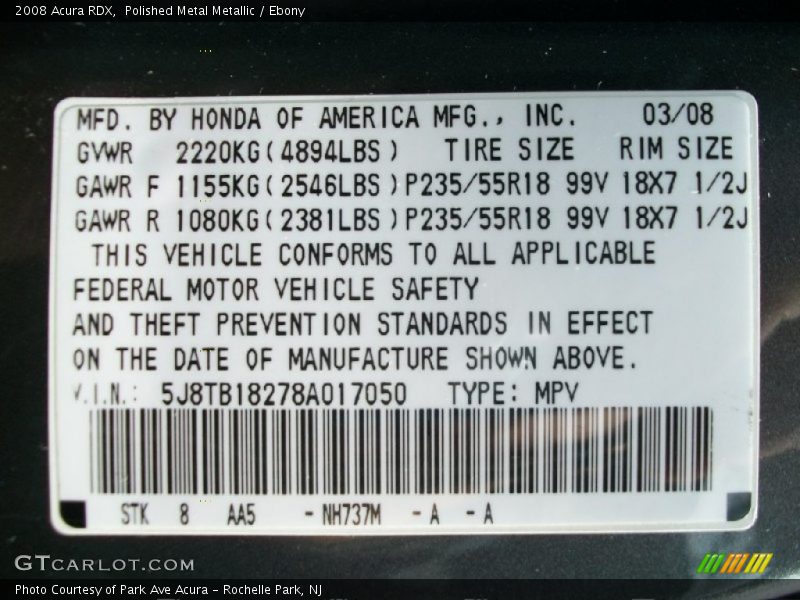 2008 Acura RDX,  Polished Metal Metallic / Ebony
MFD. BY HONDA OF AMERICA MFG., INC. 03/08
GVWR 2220KG(4894LBS) TIRE SIZE RIM SIZE
GAWR F 1155KG(2546LBS)P235/55R18 99V 18X7 1/2J
GAWR R 1080KG(2381LBS)P235/55R18 99V 18X7 1/2J
THIS VEHICLE CONFORMS TO ALL APPLICABLE
FEDERAL MOTOR VEHICLE SAFETY
AND THEFT PREVENTION STANDARDS IN EFFECT
ON THE DATE OF MANUFACTURE SHOWN ABOVE.
V.I.N.: 5J8TB18278A017050 TYPE: MPV
STK 8 AA5 -NH737M -A -A
GTCARLOT.COM
Photo Courtesy of Park Ave Acura - Rochelle Park, NJ